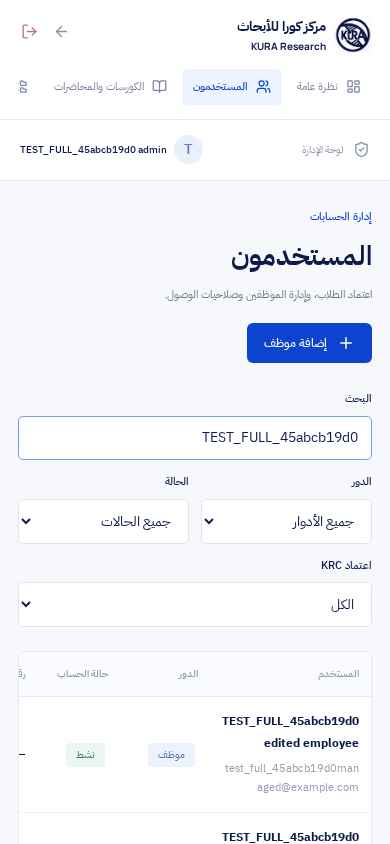 مركز كورا للأبحاث
KURA Research
KURA
نظرة عامة
المستخدمون
الكورسات والمحاضرات
لوحة الإدارة
T
TEST_FULL_45abcb19d0 admin
إدارة الحسابات
المستخدمون
اعتماد الطلاب، وإدارة الموظفين وصلاحيات الوصول.
إضافة موظف
البحث
TEST_FULL_45abcb19d0
الدور
الحالة
جميع الأدوار
جميع الحالات
اعتماد KRC
الكل
المستخدم
الدور
حالة الحساب
TEST_FULL_45abcb19d0
edited employee
test_full_45abcb19d0man
aged@example.com
موظف
نشط
—
TEST_FULL_45abcb19d0